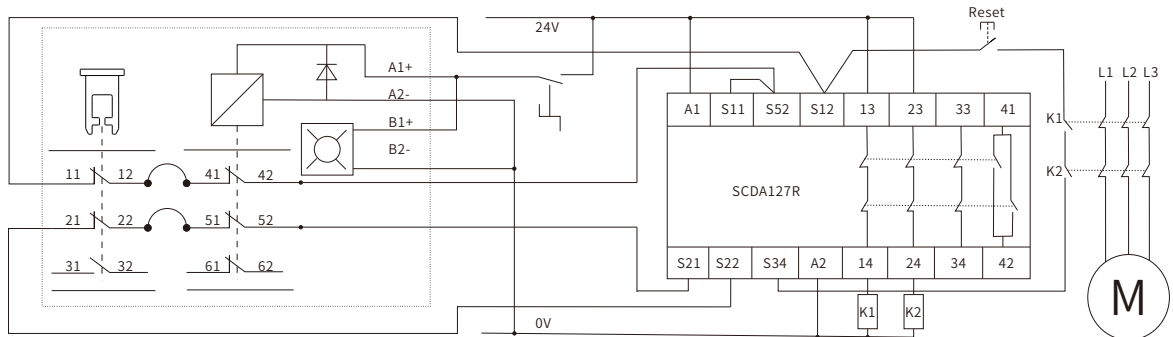 Reset
24V
A1+
A2-
B1+
B2-
L1 L2 L3
A1 S11 S52 S12 13 23 33 41
K1
K2
11 12 41 42
SCDA127R
21 22 51 52
31 32 61 62
S21 S22 S34 A2 14 24 34 42
M
K1 K2
0V